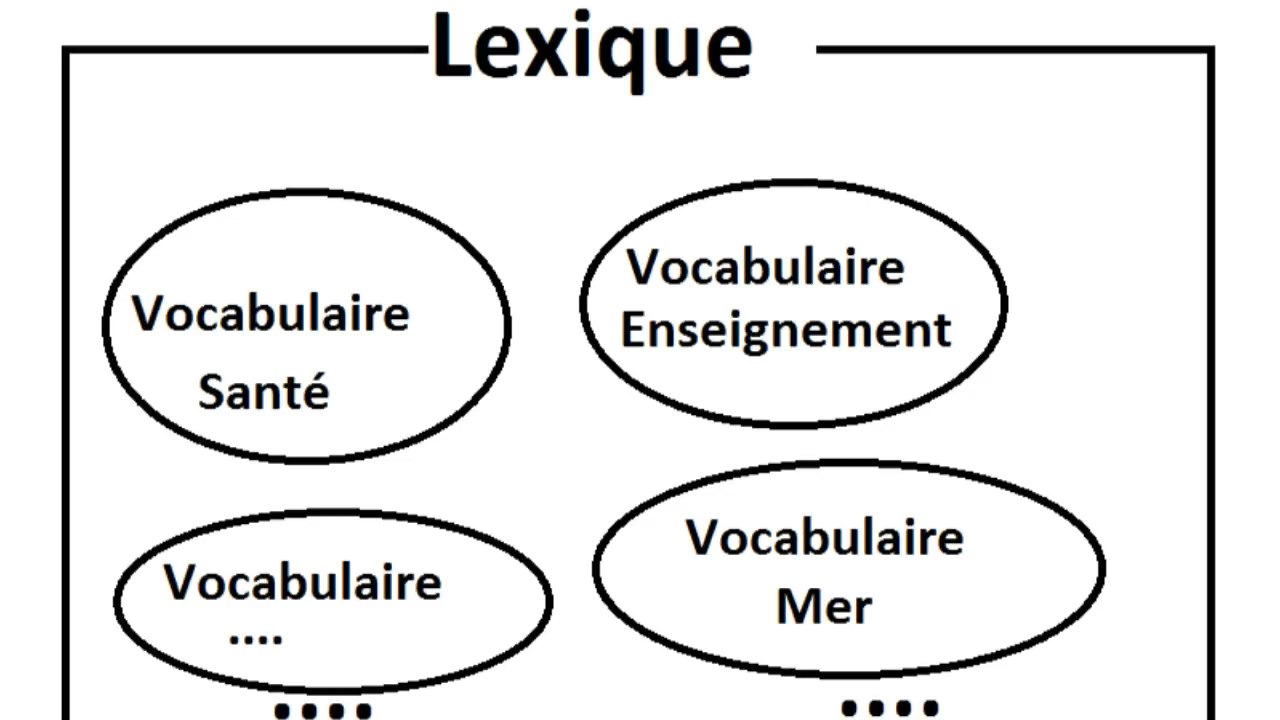 Lexique
Vocabulaire
Santé
Vocabulaire
Enseignement
Vocabulaire
....
Vocabulaire
Mer
....
....